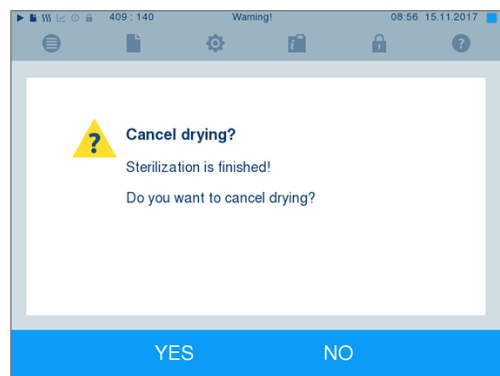 409 : 140 Warning! 08:56 15.11.2017
Cancel drying?
Sterilization is finished!
Do you want to cancel drying?
YES NO